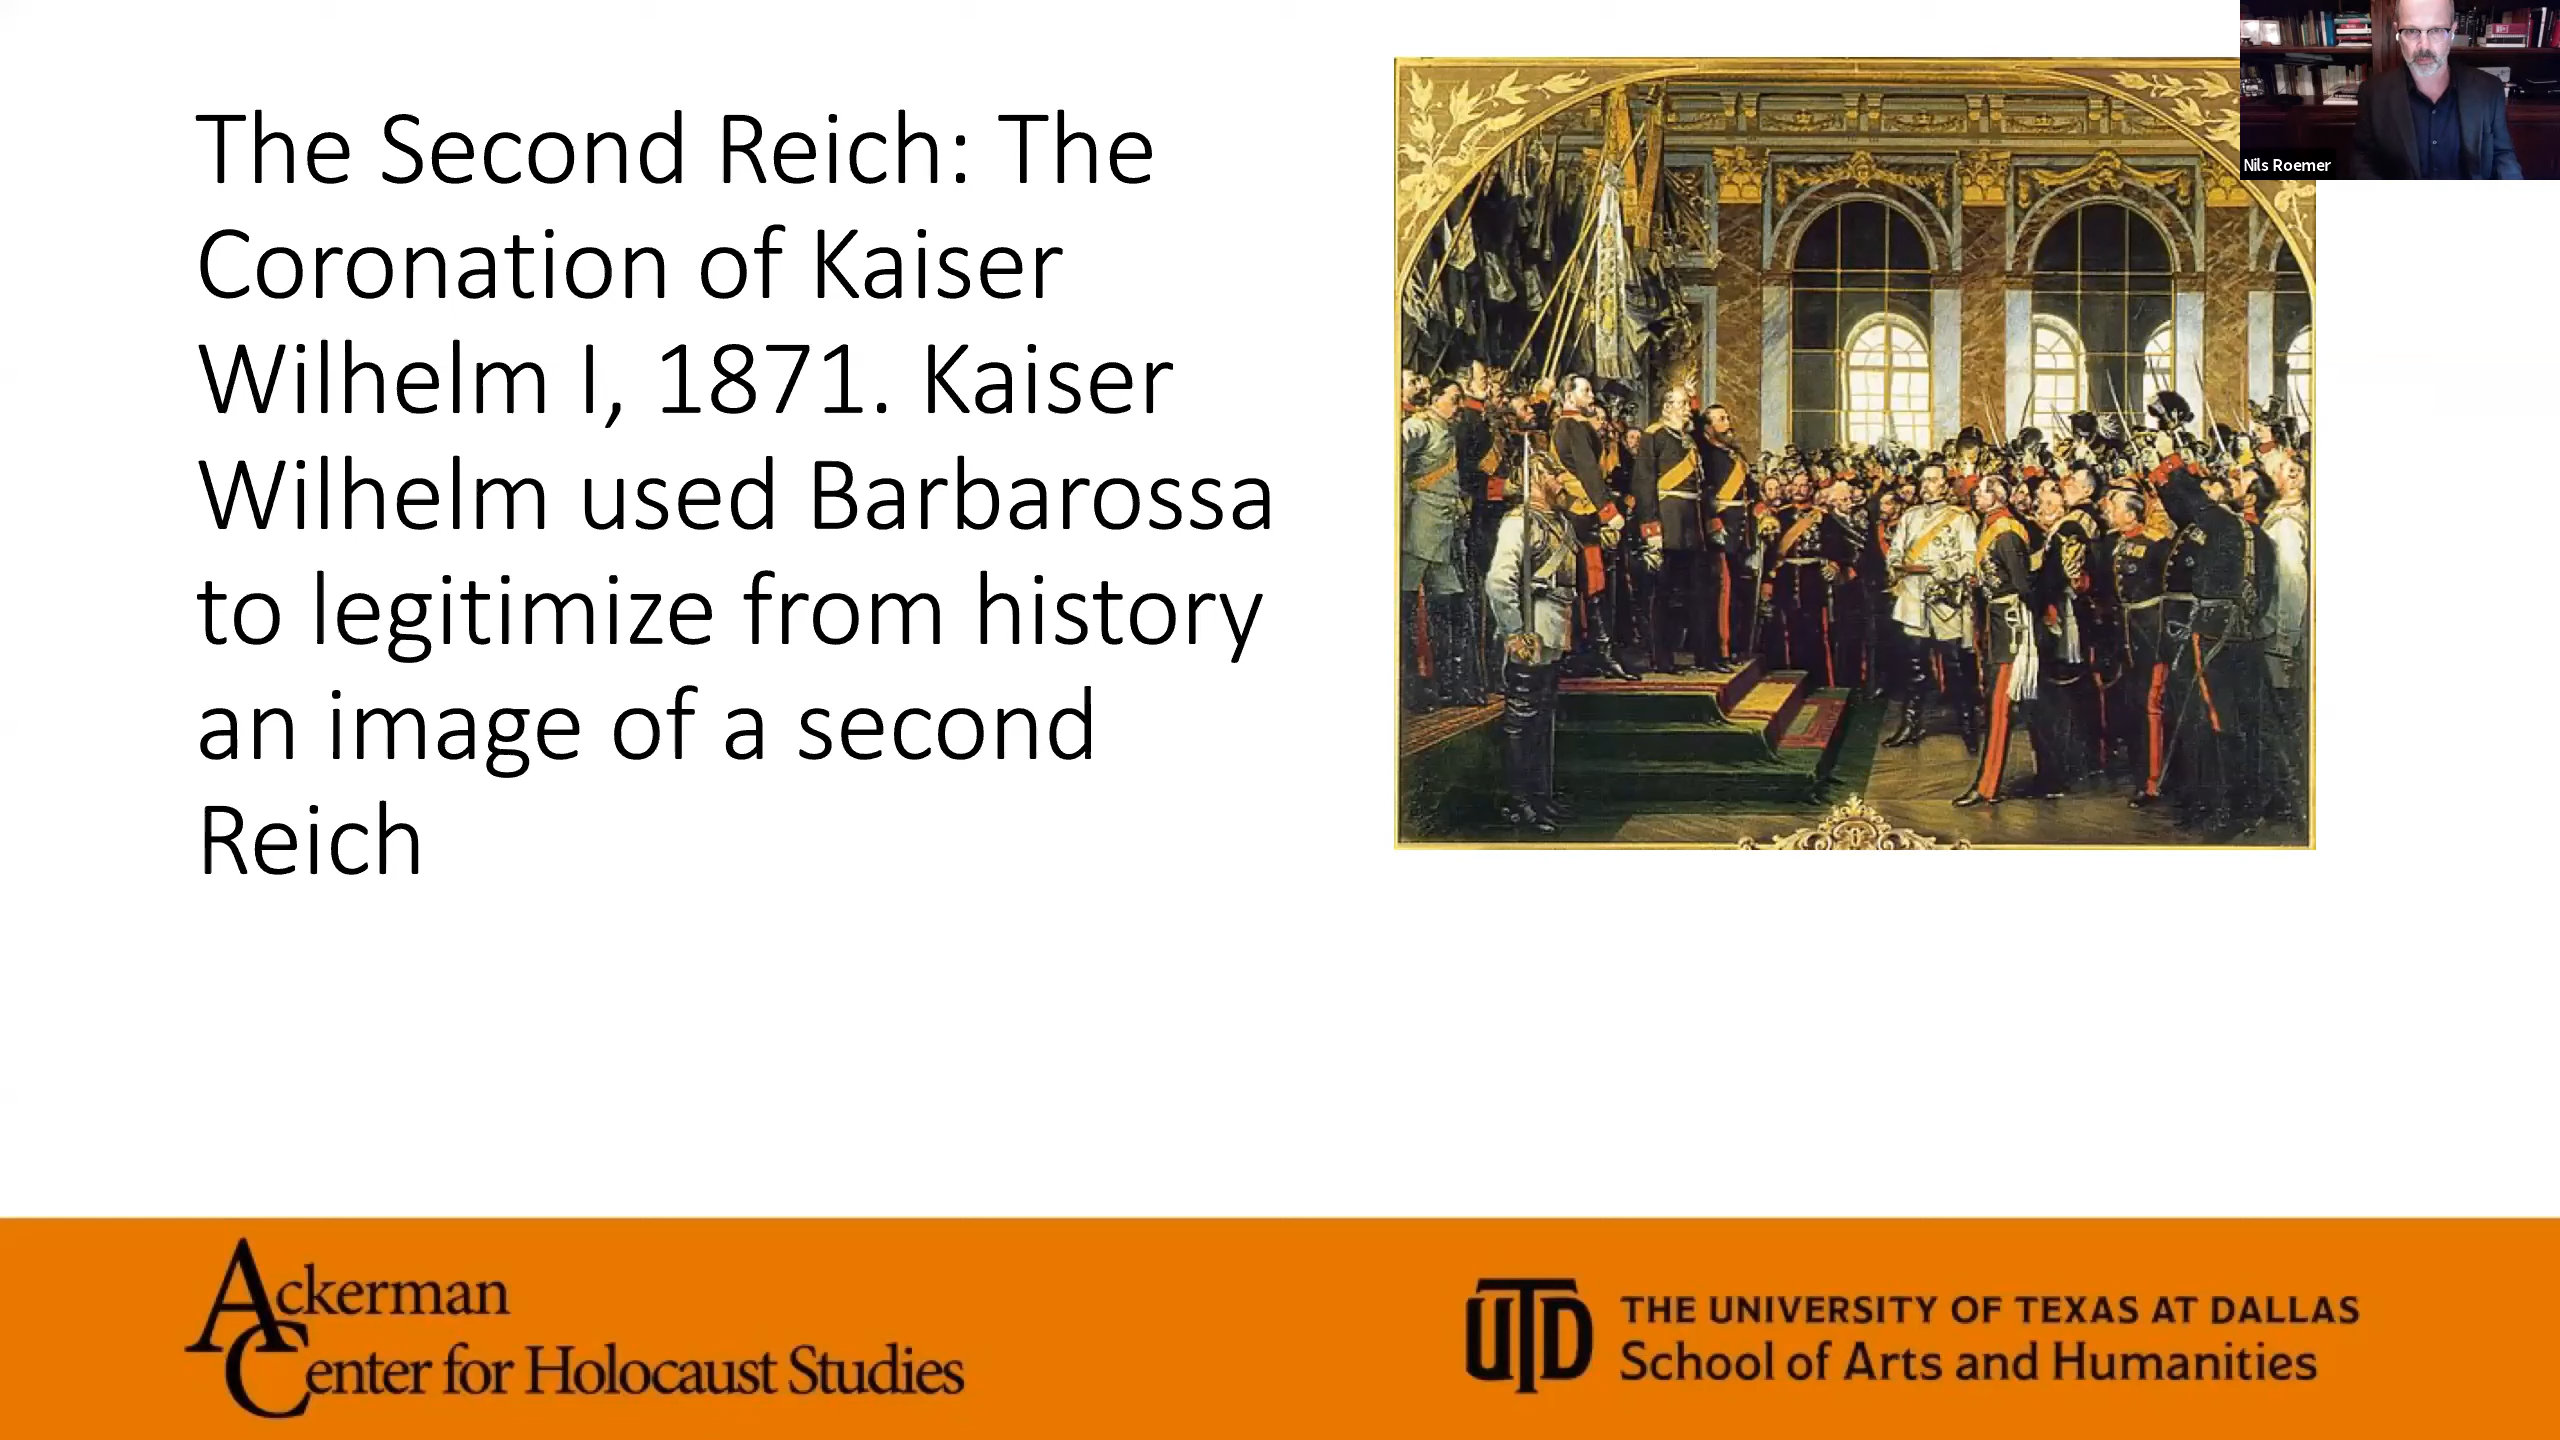 The Second Reich: The
Coronation of Kaiser
Wilhelm I, 1871. Kaiser
Wilhelm used Barbarossa
to legitimize from history
an image of a second
Reich
Nils Roemer
Ackerman
Center for Holocaust Studies
UTD
THE UNIVERSITY OF TEXAS AT DALLAS
School of Arts and Humanities